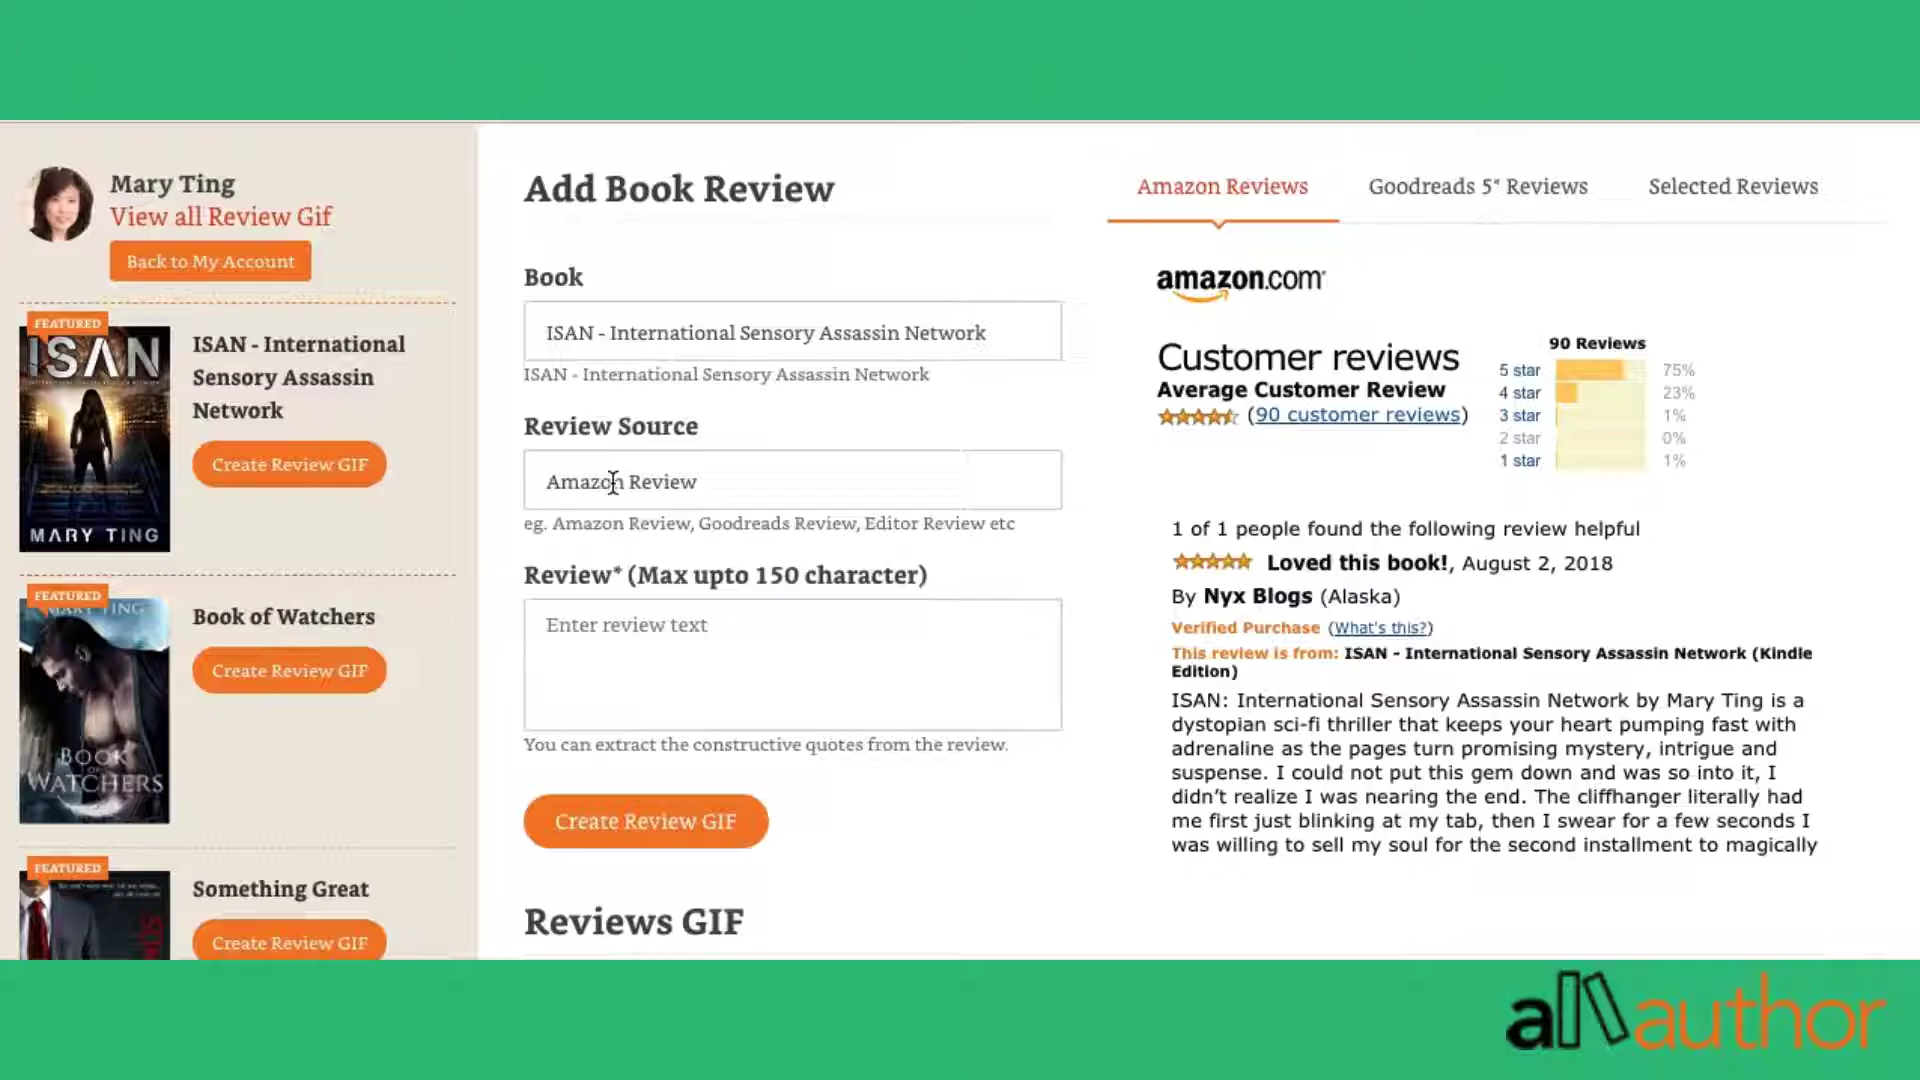 Mary Ting
View all Review Gif
Back to My Account
FEATURED
ISAN
MARY TING
ISAN - International
Sensory Assassin
Network
Create Review GIF
FEATURED
MARY TING
BOOK
OF
WATCHERS
Book of Watchers
Create Review GIF
FEATURED
Something Great
Create Review GIF
Add Book Review
Book
ISAN - International Sensory Assassin Network
ISAN - International Sensory Assassin Network
Review Source
Amazon Review
eg. Amazon Review, Goodreads Review, Editor Review etc
Review* (Max upto 150 character)
Enter review text
You can extract the constructive quotes from the review.
Create Review GIF
Reviews GIF
Amazon Reviews
Goodreads 5* Reviews
Selected Reviews
amazon.com
Customer reviews
Average Customer Review
(90 customer reviews)
90 Reviews
5 star 75%
4 star 23%
3 star 1%
2 star 0%
1 star 1%
1 of 1 people found the following review helpful
Loved this book!, August 2, 2018
By Nyx Blogs (Alaska)
Verified Purchase (What's this?)
This review is from: ISAN - International Sensory Assassin Network (Kindle
Edition)
ISAN: International Sensory Assassin Network by Mary Ting is a
dystopian sci-fi thriller that keeps your heart pumping fast with
adrenaline as the pages turn promising mystery, intrigue and
suspense. I could not put this gem down and was so into it, I
didn’t realize I was nearing the end. The cliffhanger literally had
me first just blinking at my tab, then I swear for a few seconds I
was willing to sell my soul for the second installment to magically
allauthor